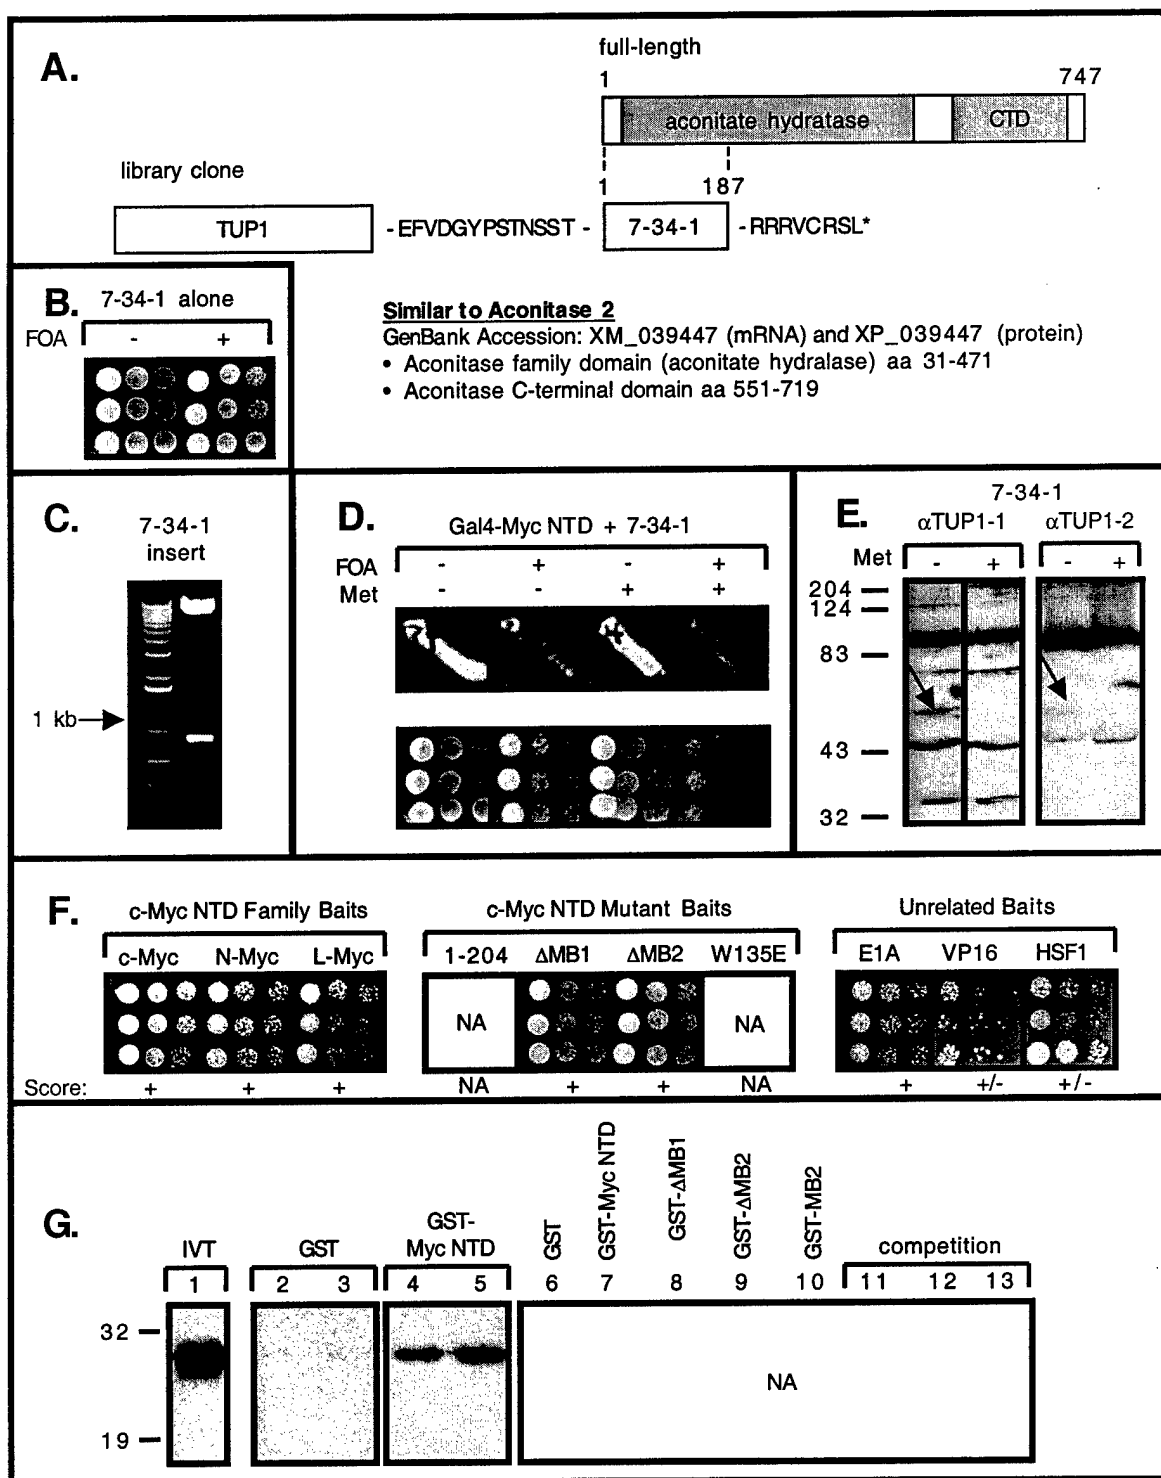 A.
full-length
1 747
aconitate hydratase CTD
library clone
1 187
TUP1 - EFVDGYPSTNSST - 7-34-1 - RRRVCRSL*
B.
7-34-1 alone
FOA - +
Similar to Aconitase 2
GenBank Accession: XM_039447 (mRNA) and XP_039447 (protein)
• Aconitase family domain (aconitate hydralase) aa 31-471
• Aconitase C-terminal domain aa 551-719
C.
7-34-1
insert
1 kb
D.
Gal4-Myc NTD + 7-34-1
FOA - + - +
Met - - + +
E.
7-34-1
αTUP1-1 αTUP1-2
Met - + - +
204
124
83
43
32
F.
c-Myc NTD Family Baits c-Myc NTD Mutant Baits Unrelated Baits
c-Myc N-Myc L-Myc 1-204 ΔMB1 ΔMB2 W135E E1A VP16 HSF1
NA NA
Score: + + + NA + + NA + +/- +/-
G.
IVT GST GST-
Myc NTD
GST GST-Myc NTD GST-ΔMB1 GST-ΔMB2 GST-MB2 competition
1 2 3 4 5 6 7 8 9 10 11 12 13
32
NA
19